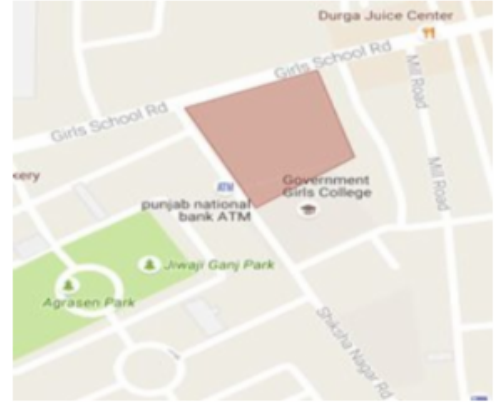 Durga Juice Center
Girls School Rd
Mill Road
Girls School Rd
Mill Road
Government
Girls College
punjab national
bank ATM
Jiwaji Ganj Park
Agrasen Park
Shiksha Nagar Rd